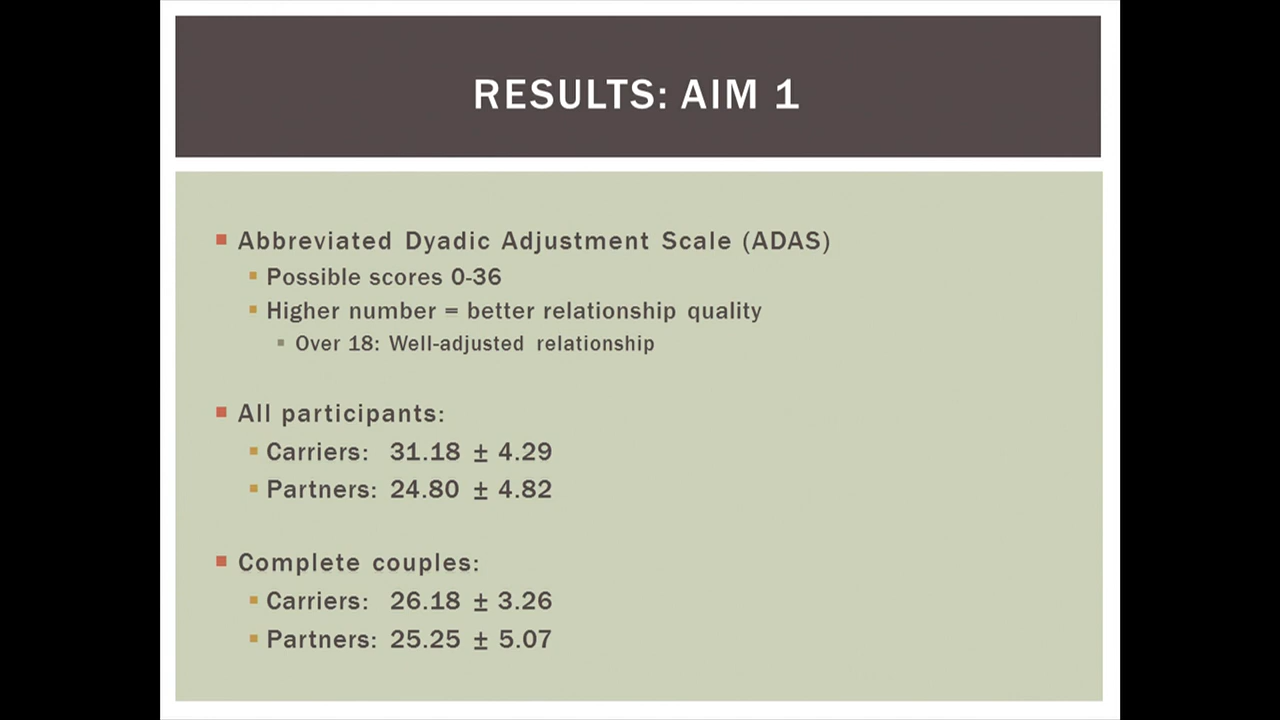 RESULTS: AIM 1
Abbreviated Dyadic Adjustment Scale (ADAS)
Possible scores 0-36
Higher number = better relationship quality
Over 18: Well-adjusted relationship
All participants:
Carriers: 31.18 ± 4.29
Partners: 24.80 ± 4.82
Complete couples:
Carriers: 26.18 ± 3.26
Partners: 25.25 ± 5.07